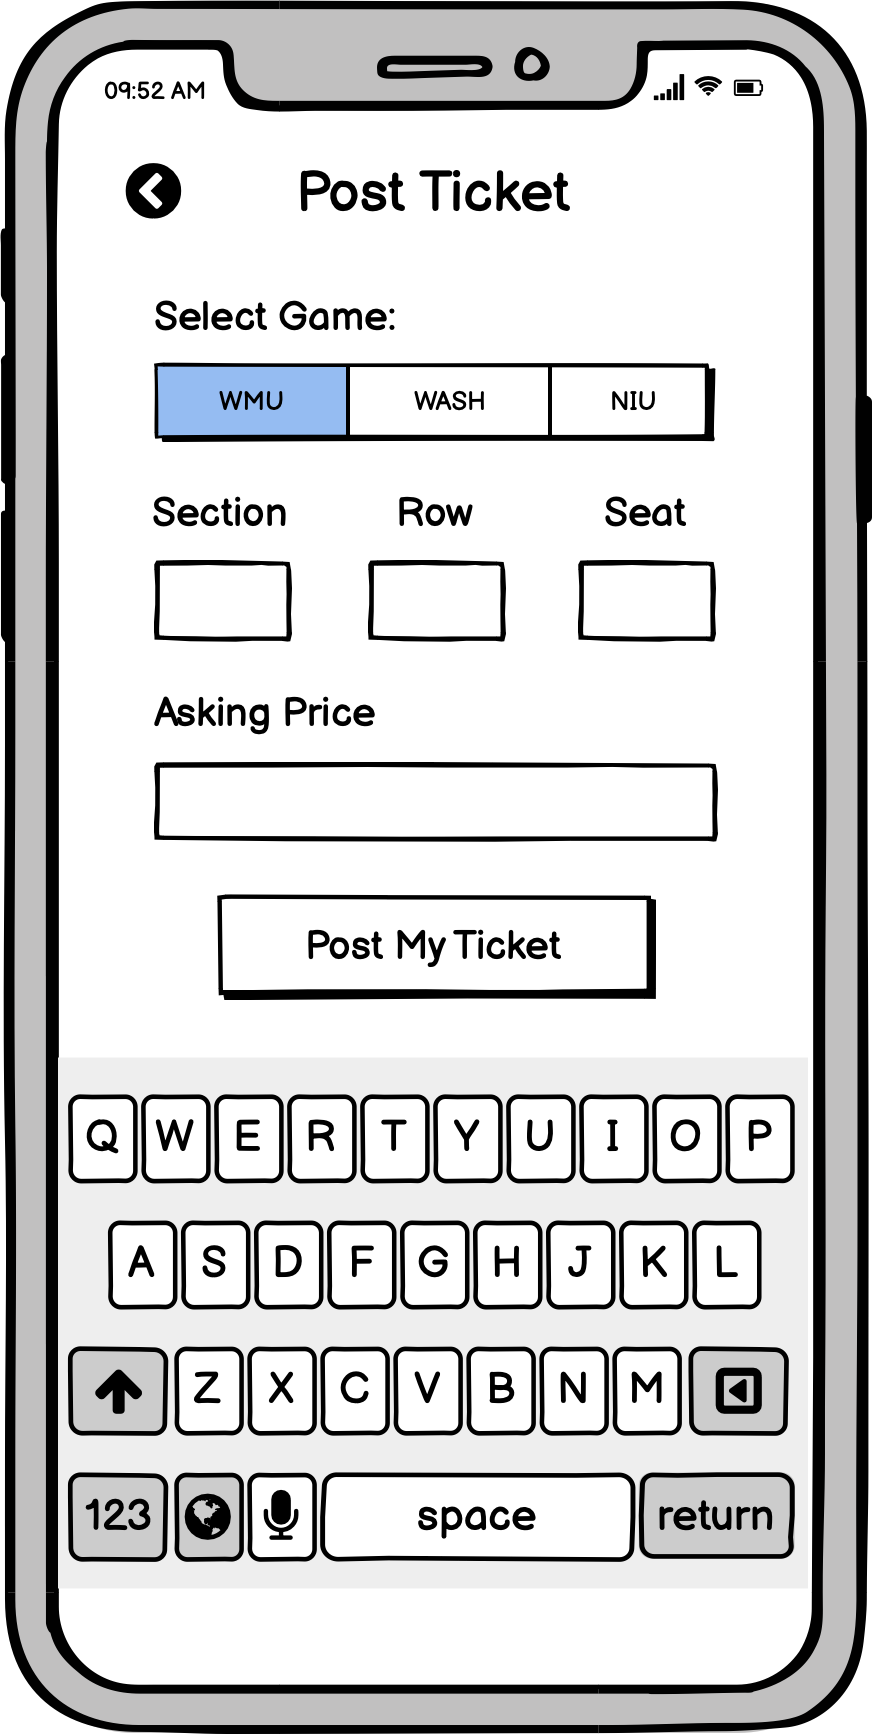 09:52 AM
Post Ticket
Select Game:
WMU WASH NIU
Section Row Seat
Asking Price
Post My Ticket
Q W E R T Y U I O P
A S D F G H J K L
Z X C V B N M
123 space return